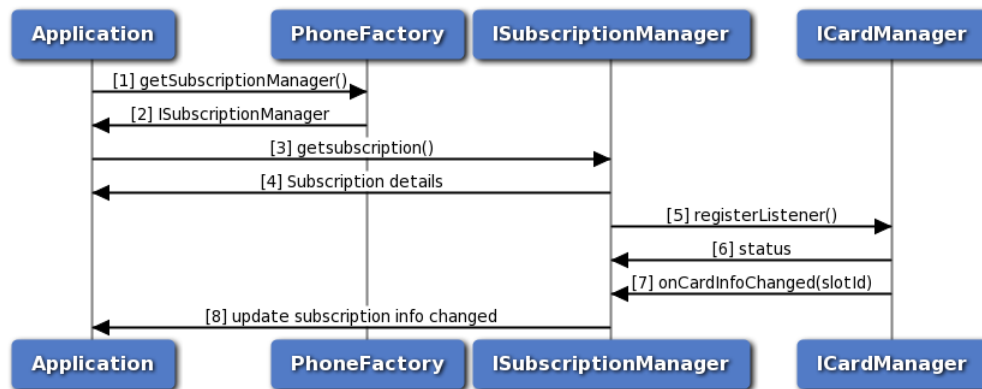 Application PhoneFactory ISubscriptionManager ICardManager
[1] getSubscriptionManager()
[2] ISubscriptionManager
[3] getsubscription()
[4] Subscription details
[5] registerListener()
[6] status
[7] onCardInfoChanged(slotId)
[8] update subscription info changed
Application PhoneFactory ISubscriptionManager ICardManager